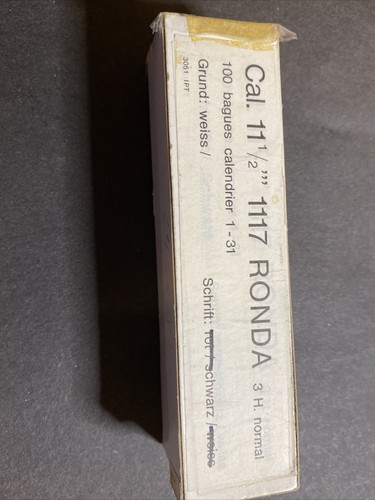 Cal. 11 1/2''' 1117 RONDA 3 H. normal
100 bagues calendrier 1-31
Grund: weiss / Schrift: rot / schwarz / weiss
3051 IPT